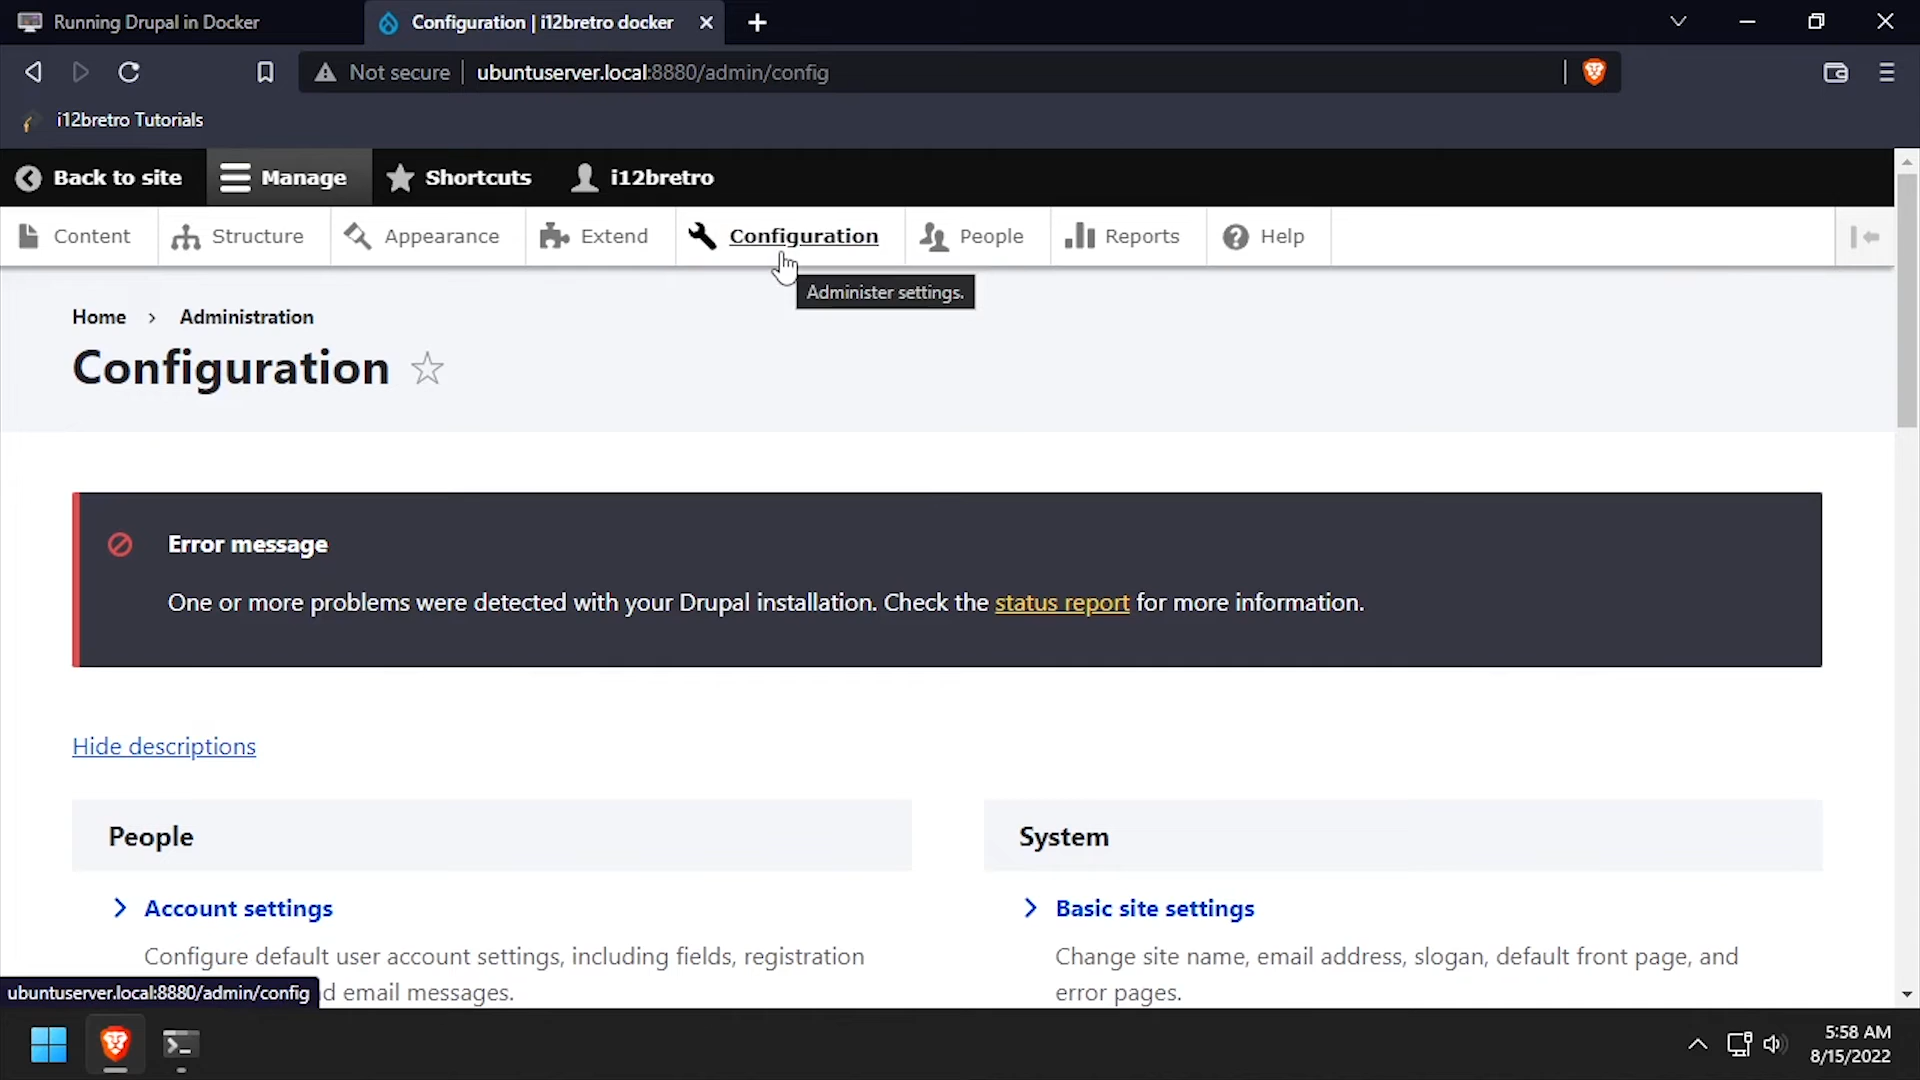 Running Drupal in Docker
Configuration | i12bretro docker
Not secure
ubuntuserver.local:8880/admin/config
i12bretro Tutorials
Back to site
Manage
Shortcuts
i12bretro
Content
Structure
Appearance
Extend
Configuration
People
Reports
Help
Administer settings.
Home › Administration
Configuration
Error message
One or more problems were detected with your Drupal installation. Check the status report for more information.
Hide descriptions
People
Account settings
Configure default user account settings, including fields, registration
d email messages.
System
Basic site settings
Change site name, email address, slogan, default front page, and
error pages.
ubuntuserver.local:8880/admin/config
5:58 AM
8/15/2022